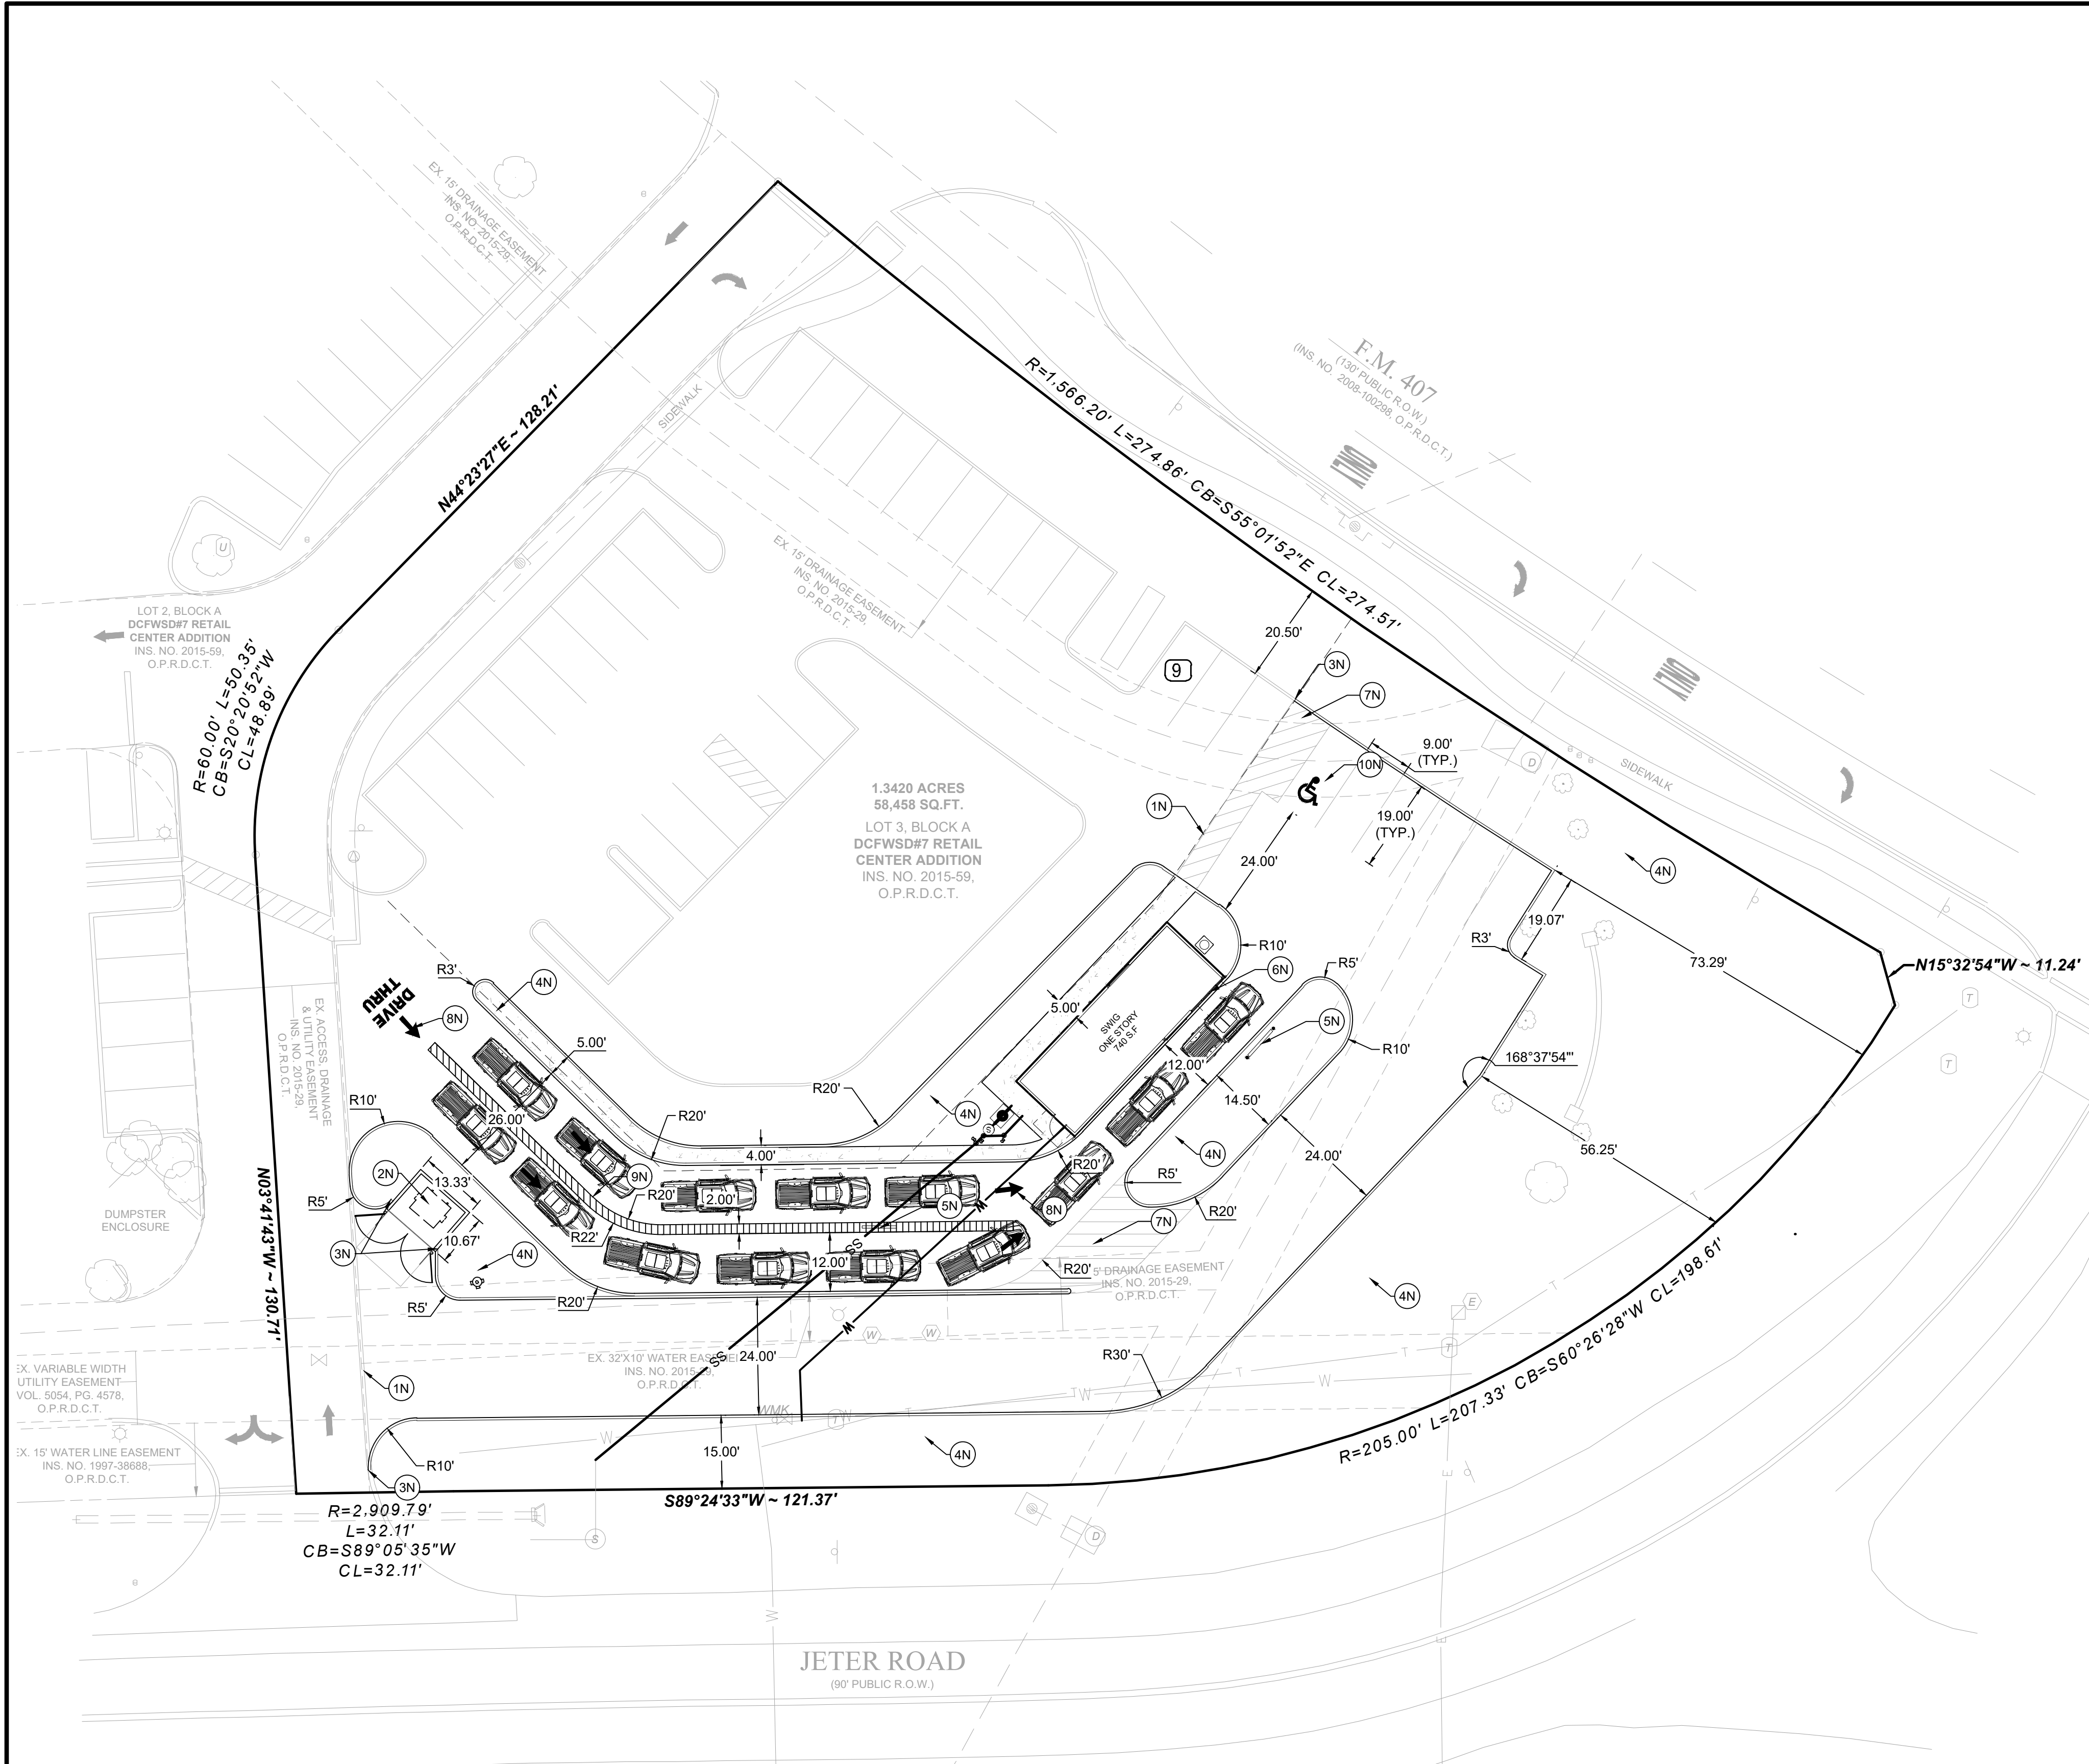 EX. 15' DRAINAGE EASEMENT
INS. NO. 2015-29,
O.P.R.D.C.T.
F.M. 407
(130' PUBLIC R.O.W.)
(INS. NO. 2008-100298, O.P.R.D.C.T.)
ONLY
ONLY
R=1,566.20' L=274.86' CB=S55°01'52"E CL=274.51'
N44°23'27"E ~ 128.21'
SIDEWALK
EX. 15' DRAINAGE EASEMENT
INS. NO. 2015-29,
O.P.R.D.C.T.
U
LOT 2, BLOCK A
DCFWSD#7 RETAIL
CENTER ADDITION
INS. NO. 2015-59,
O.P.R.D.C.T.
R=60.00' L=50.35'
CB=S20°20'52"W
CL=48.89'
20.50'
9
3N
7N
9.00'
(TYP.)
10N
D
SIDEWALK
1.3420 ACRES
58,458 SQ.FT.
LOT 3, BLOCK A
DCFWSD#7 RETAIL
CENTER ADDITION
INS. NO. 2015-59,
O.P.R.D.C.T.
1N
19.00'
(TYP.)
24.00'
4N
19.07'
R3'
73.29'
N15°32'54"W ~ 11.24'
R10'
6N
R5'
T
T
R3'
4N
DRIVE
THRU
8N
EX. ACCESS, DRAINAGE
& UTILITY EASEMENT
INS. NO. 2015-29,
O.P.R.D.C.T.
5.00'
5.00'
SWIG
ONE STORY
740 S.F
5N
R10'
168°37'54"'
12.00'
R20'
14.50'
R10'
26.00'
R20'
4N
S
4.00'
R20'
4N
24.00'
56.25'
2N
13.33'
9N
R20'
2.00'
5N
W
8N
R5'
R20'
R5'
DUMPSTER
ENCLOSURE
N03°41'43"W ~ 130.71'
10.67'
R22'
SS
7N
3N
4N
12.00'
R20'
5' DRAINAGE EASEMENT
INS. NO. 2015-29,
O.P.R.D.C.T.
R5'
R20'
4N
E
T
W
W
W
EX. 32'X10' WATER EASEME
INS. NO. 2015-29,
O.P.R.D.C.T.
SS
24.00'
R30'
T
EX. VARIABLE WIDTH
UTILITY EASEMENT
VOL. 5054, PG. 4578,
O.P.R.D.C.T.
1N
WMK
T
W
T
T
W
T
T
W
R=205.00' L=207.33' CB=S60°26'28"W CL=198.61'
EX. 15' WATER LINE EASEMENT
INS. NO. 1997-38688,
O.P.R.D.C.T.
R10'
3N
15.00'
W
4N
E
S89°24'33"W ~ 121.37'
R=2,909.79'
L=32.11'
CB=S89°05'35"W
CL=32.11'
S
D
W
E
JETER ROAD
(90' PUBLIC R.O.W.)